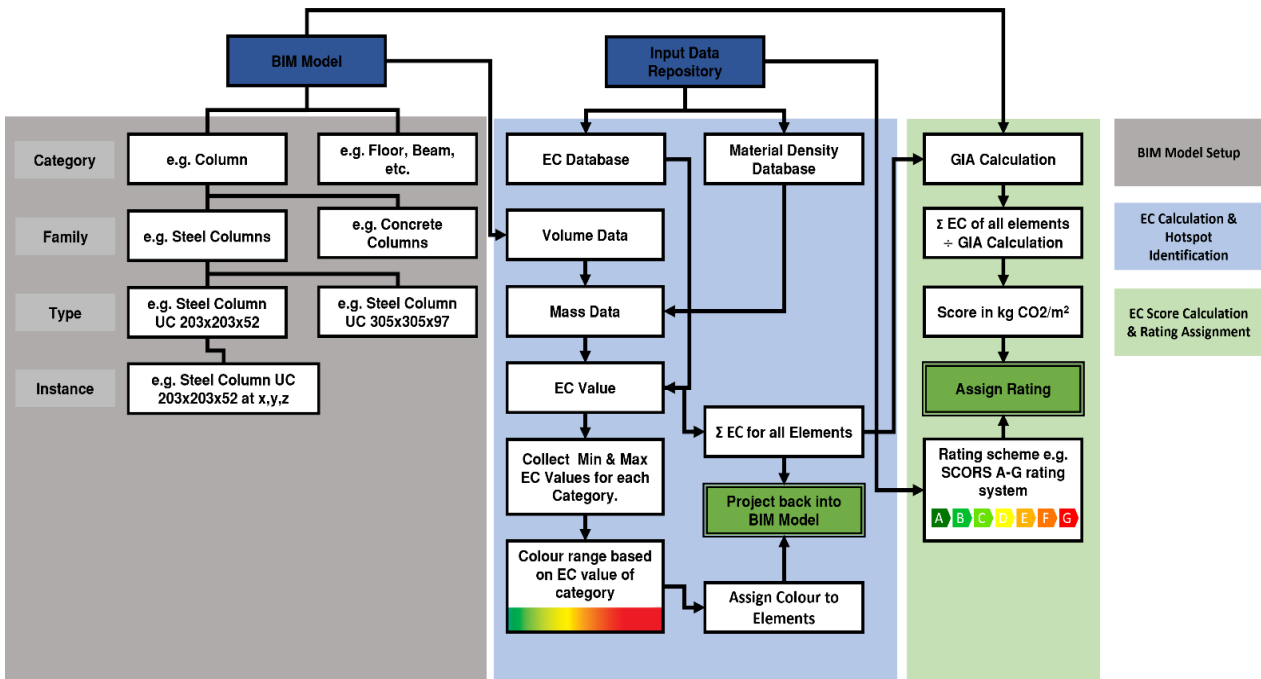 BIM Model
Input Data
Repository
Category
e.g. Column
e.g. Floor, Beam,
etc.
Family
e.g. Steel Columns
e.g. Concrete
Columns
Type
e.g. Steel Column
UC 203x203x52
e.g. Steel Column
UC 305x305x97
Instance
e.g. Steel Column UC
203x203x52 at x,y,z
EC Database
Material Density
Database
Volume Data
Mass Data
EC Value
Σ EC for all Elements
Collect Min & Max
EC Values for each
Category.
Project back into
BIM Model
Colour range based
on EC value of
category
Assign Colour to
Elements
GIA Calculation
Σ EC of all elements
÷ GIA Calculation
Score in kg CO2/m²
Assign Rating
Rating scheme e.g.
SCORS A-G rating
system
A B C D E F G
BIM Model Setup
EC Calculation &
Hotspot
Identification
EC Score Calculation
& Rating Assignment